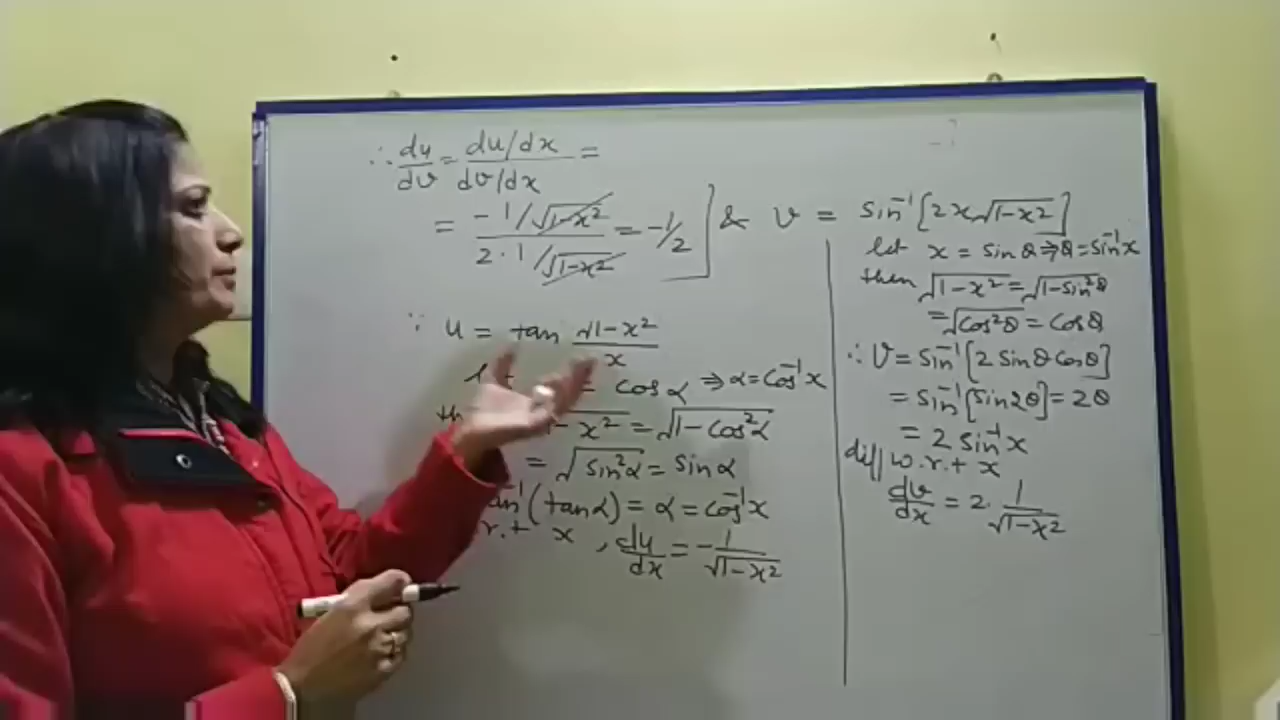 ∴ du/dv = (du/dx)/(dv/dx) =
= (-1/√(1-x²))/(2·1/√(1-x²)) = -1/2 ]
∵ u = tan √(1-x²)/x
= cos α ⇒ α = cos⁻¹x
1-x² = √(1-cos²α)
= √(sin²α) = sin α
(tan α) = α = cos⁻¹x
r.t x , du/dx = -1/√(1-x²)
& v = sin⁻¹[2x√(1-x²)]
let x = sin θ ⇒ θ = sin⁻¹x
then √(1-x²) = √(1-sin²θ)
= √(cos²θ) = cos θ
∴ v = sin⁻¹[2 sin θ cos θ]
= sin⁻¹[sin 2θ] = 2θ
= 2 sin⁻¹x
diff w.r.t x
dv/dx = 2·1/√(1-x²)